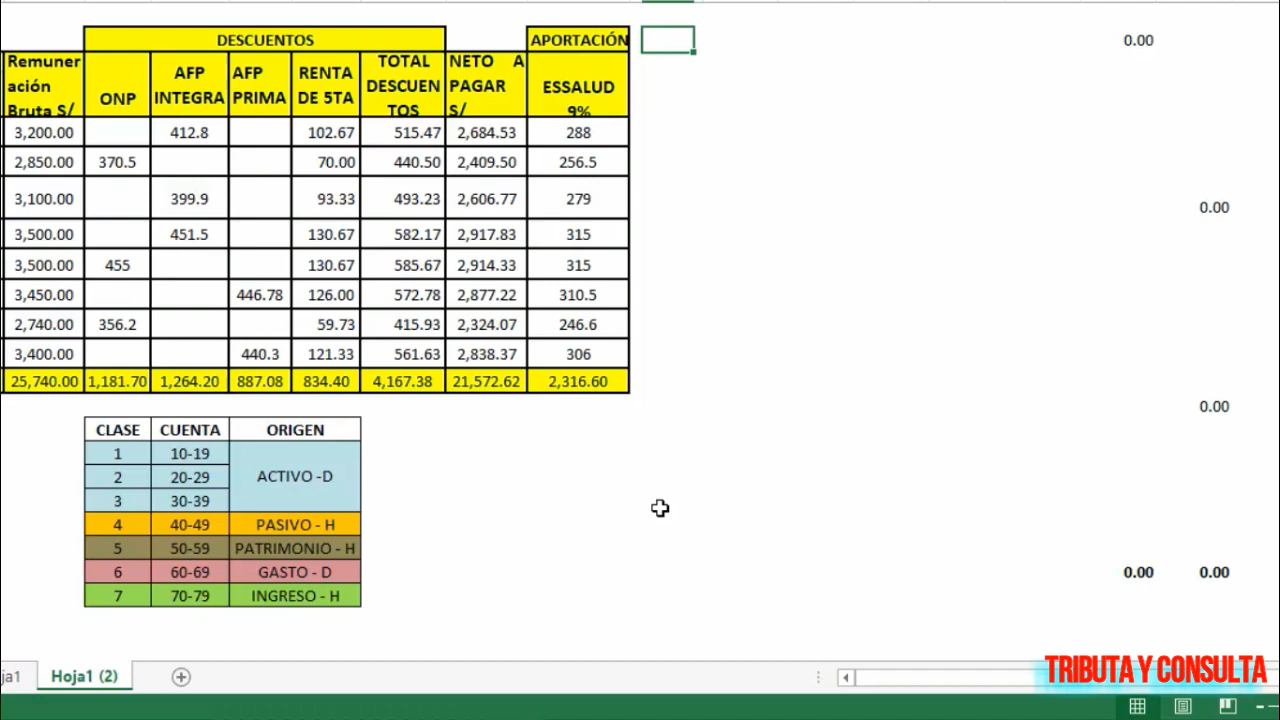 DESCUENTOS APORTACIÓN 0.00
Remuneración Bruta S/ ONP AFP INTEGRA AFP PRIMA RENTA DE 5TA TOTAL DESCUENTOS NETO A PAGAR S/ ESSALUD 9%
3,200.00 412.8 102.67 515.47 2,684.53 288
2,850.00 370.5 70.00 440.50 2,409.50 256.5
3,100.00 399.9 93.33 493.23 2,606.77 279
0.00
3,500.00 451.5 130.67 582.17 2,917.83 315
3,500.00 455 130.67 585.67 2,914.33 315
3,450.00 446.78 126.00 572.78 2,877.22 310.5
2,740.00 356.2 59.73 415.93 2,324.07 246.6
3,400.00 440.3 121.33 561.63 2,838.37 306
25,740.00 1,181.70 1,264.20 887.08 834.40 4,167.38 21,572.62 2,316.60
0.00
CLASE CUENTA ORIGEN
1 10-19
2 20-29 ACTIVO -D
3 30-39
4 40-49 PASIVO - H
5 50-59 PATRIMONIO - H
6 60-69 GASTO - D
0.00 0.00
7 70-79 INGRESO - H
ja1 Hoja1 (2)
TRIBUTA Y CONSULTA